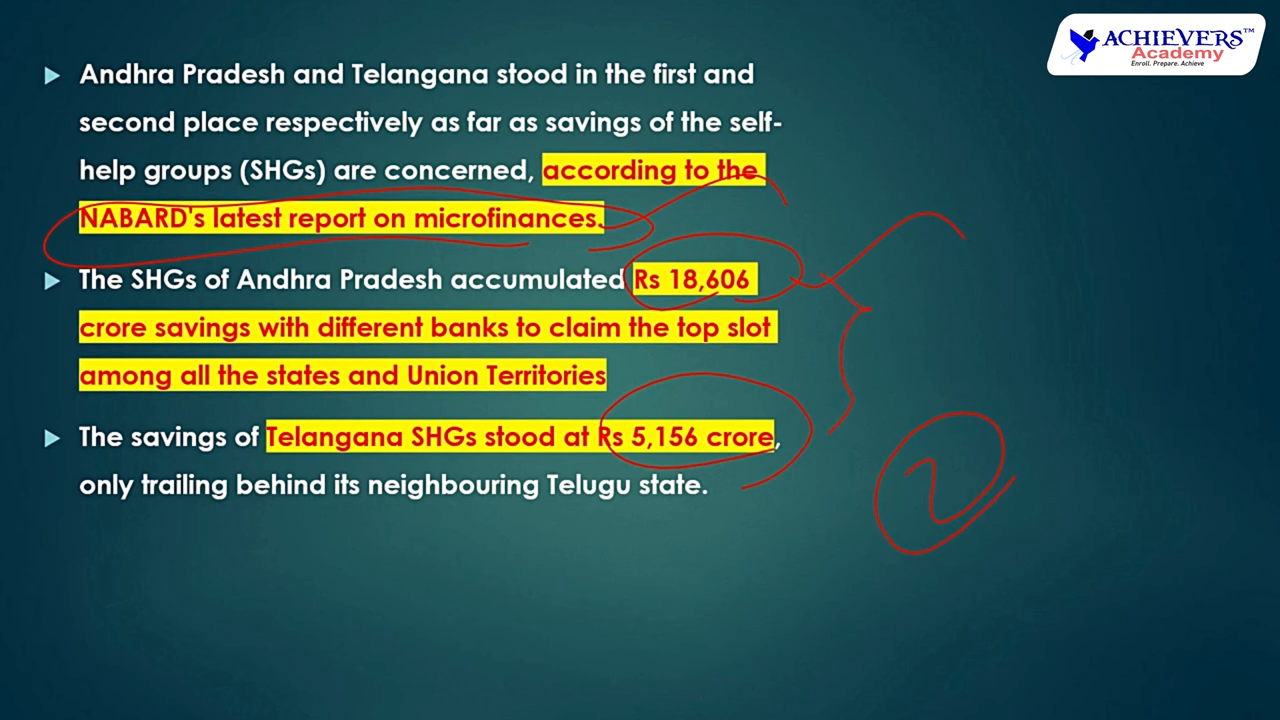 ACHIEVERS™
Academy
Enroll. Prepare. Achieve
Andhra Pradesh and Telangana stood in the first and
second place respectively as far as savings of the self-
help groups (SHGs) are concerned, according to the
NABARD's latest report on microfinances.
The SHGs of Andhra Pradesh accumulated Rs 18,606
crore savings with different banks to claim the top slot
among all the states and Union Territories
The savings of Telangana SHGs stood at Rs 5,156 crore,
only trailing behind its neighbouring Telugu state.
2